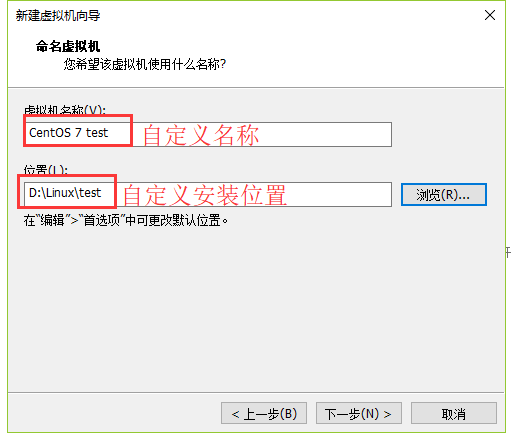 新建虚拟机向导
命名虚拟机
您希望该虚拟机使用什么名称?
虚拟机名称(V):
CentOS 7 test 自定义名称
位置(L):
D:\Linux\test 自定义安装位置 浏览(R)...
在“编辑”>“首选项”中可更改默认位置。
< 上一步(B) 下一步(N) > 取消